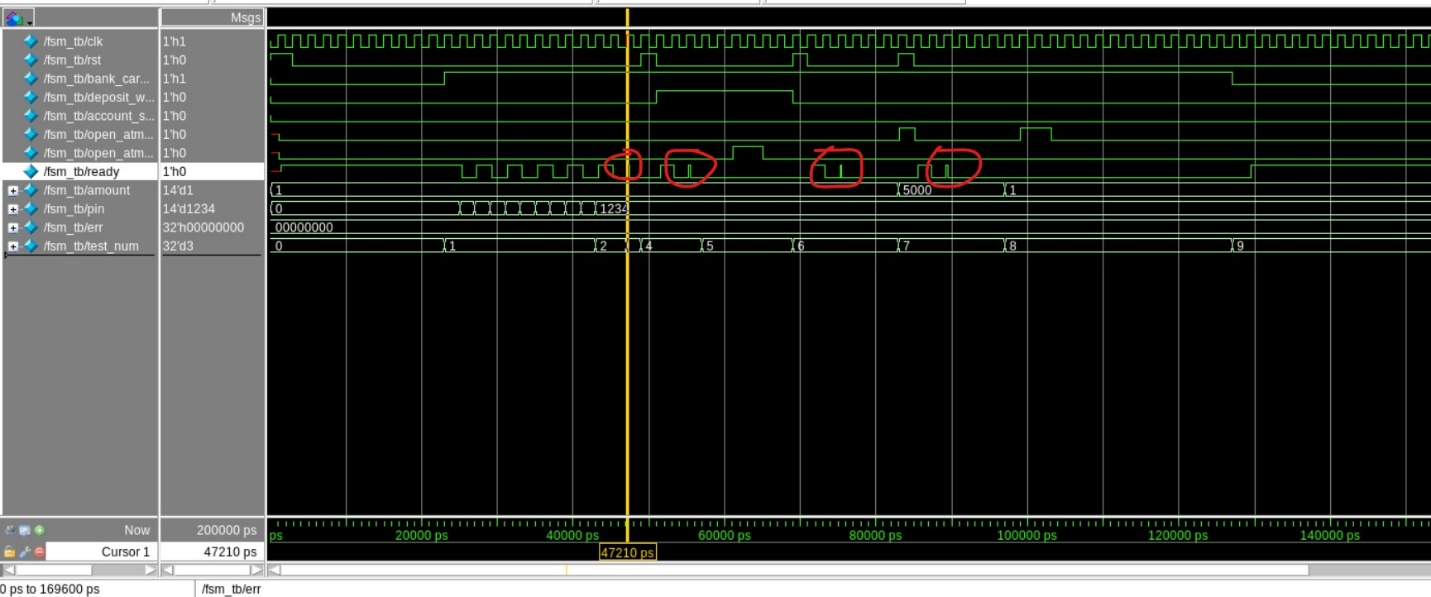 Msgs
/fsm_tb/clk 1'h1
/fsm_tb/rst 1'h0
/fsm_tb/bank_car... 1'h1
/fsm_tb/deposit_w... 1'h0
/fsm_tb/account_s... 1'h0
/fsm_tb/open_atm... 1'h0
/fsm_tb/open_atm... 1'h0
/fsm_tb/ready 1'h0
/fsm_tb/amount 14'd1 1 5000 1
/fsm_tb/pin 14'd1234 0 1234
/fsm_tb/err 32'h00000000 00000000
/fsm_tb/test_num 32'd3 0 1 2 4 5 6 7 8 9
Now 200000 ps ps 20000 ps 40000 ps 60000 ps 80000 ps 100000 ps 120000 ps 140000 ps
Cursor 1 47210 ps 47210 ps
0 ps to 169600 ps /fsm_tb/err